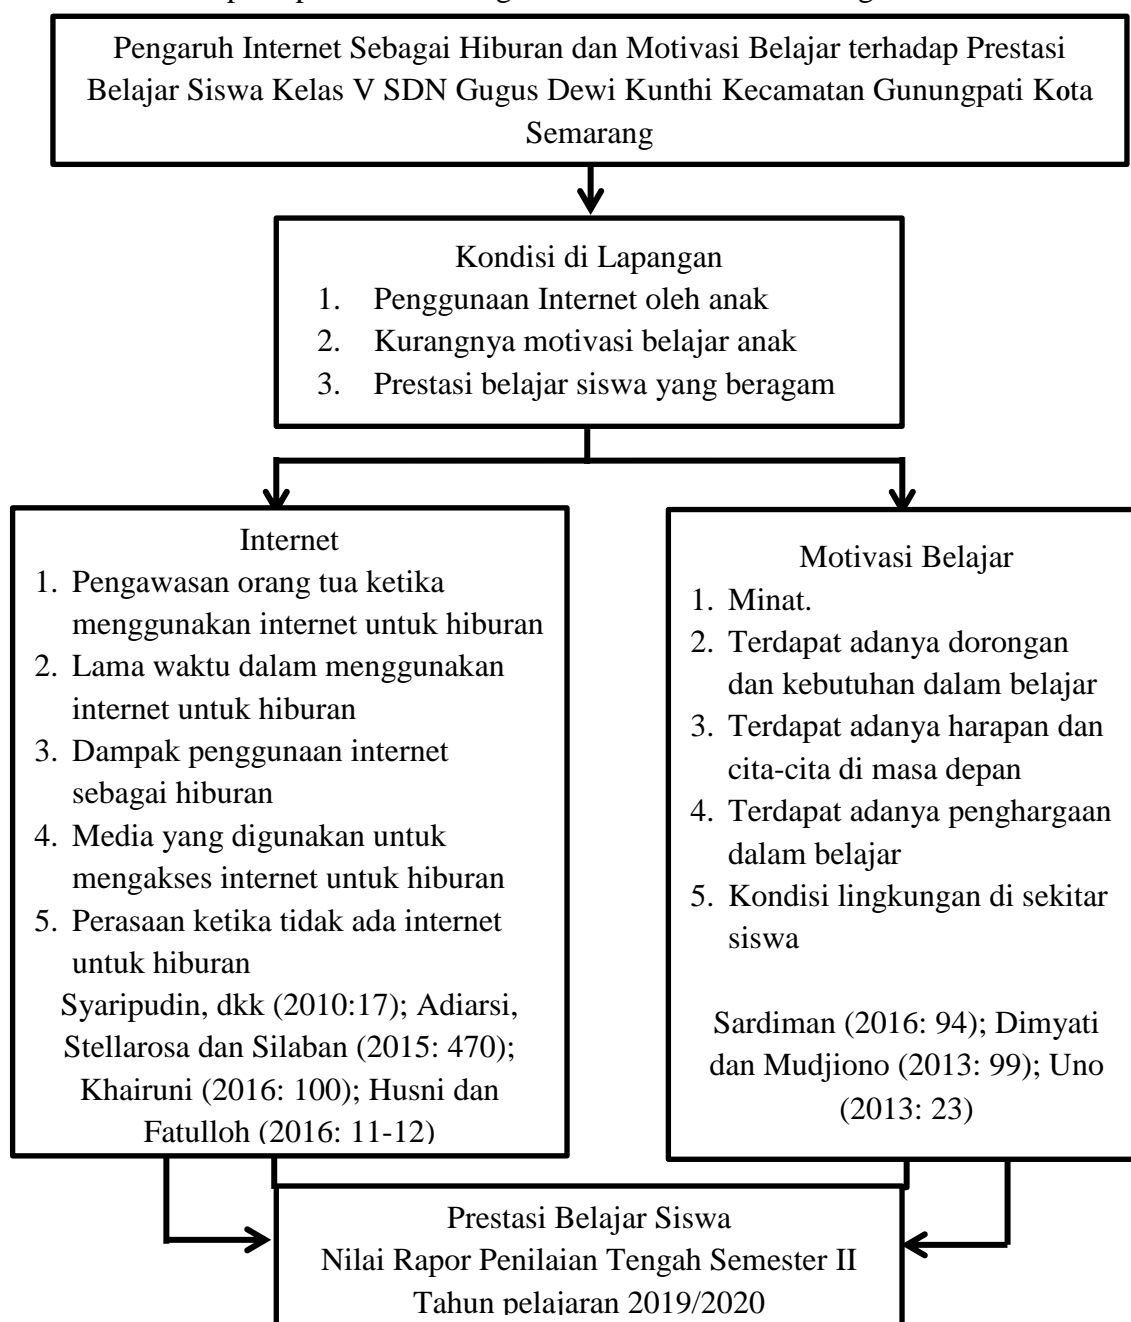 Pengaruh Internet Sebagai Hiburan dan Motivasi Belajar terhadap Prestasi
Belajar Siswa Kelas V SDN Gugus Dewi Kunthi Kecamatan Gunungpati Kota
Semarang
Kondisi di Lapangan
1. Penggunaan Internet oleh anak
2. Kurangnya motivasi belajar anak
3. Prestasi belajar siswa yang beragam
Internet
1. Pengawasan orang tua ketika
menggunakan internet untuk hiburan
2. Lama waktu dalam menggunakan
internet untuk hiburan
3. Dampak penggunaan internet
sebagai hiburan
4. Media yang digunakan untuk
mengakses internet untuk hiburan
5. Perasaan ketika tidak ada internet
untuk hiburan
Syaripudin, dkk (2010:17); Adiarsi,
Stellarosa dan Silaban (2015: 470);
Khairuni (2016: 100); Husni dan
Fatulloh (2016: 11-12)
Motivasi Belajar
1. Minat.
2. Terdapat adanya dorongan
dan kebutuhan dalam belajar
3. Terdapat adanya harapan dan
cita-cita di masa depan
4. Terdapat adanya penghargaan
dalam belajar
5. Kondisi lingkungan di sekitar
siswa
Sardiman (2016: 94); Dimyati
dan Mudjiono (2013: 99); Uno
(2013: 23)
Prestasi Belajar Siswa
Nilai Rapor Penilaian Tengah Semester II
Tahun pelajaran 2019/2020